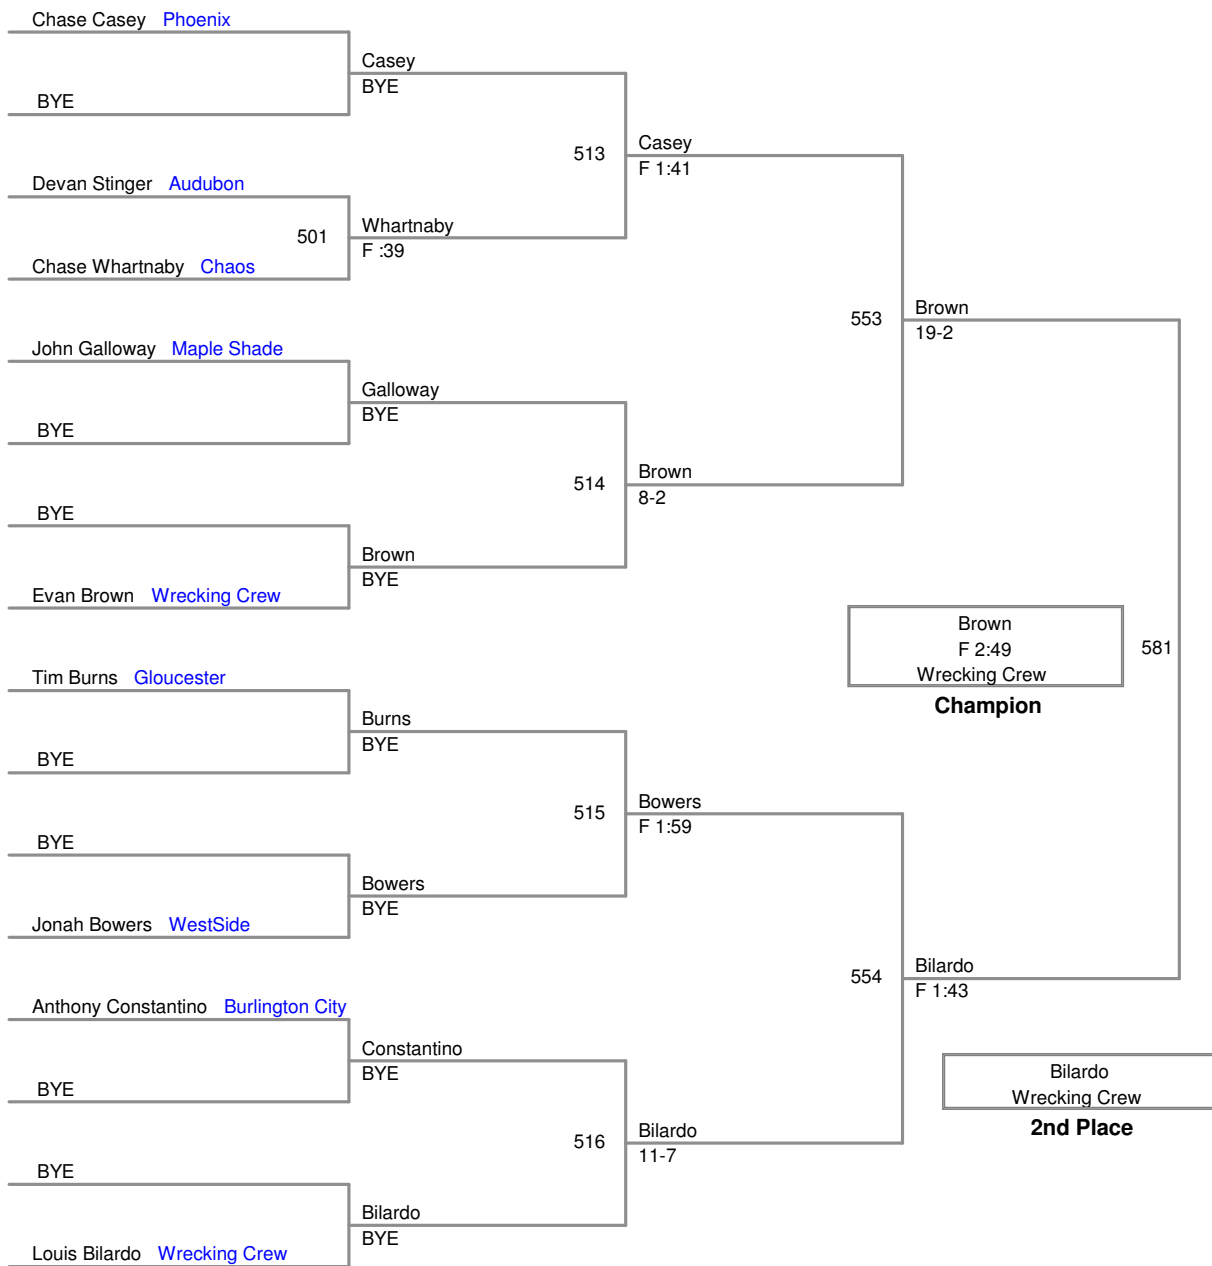 Chase Casey Phoenix
Casey
BYE
BYE
513
Casey
F 1:41
Devan Stinger Audubon
501
Whartnaby
F :39
Chase Whartnaby Chaos
553
Brown
19-2
John Galloway Maple Shade
Galloway
BYE
BYE
514
Brown
8-2
BYE
Brown
BYE
Evan Brown Wrecking Crew
Brown
F 2:49
Wrecking Crew
581
Champion
Tim Burns Gloucester
Burns
BYE
BYE
515
Bowers
F 1:59
BYE
Bowers
BYE
Jonah Bowers WestSide
554
Bilardo
F 1:43
Anthony Constantino Burlington City
Constantino
BYE
BYE
Bilardo
Wrecking Crew
2nd Place
516
Bilardo
11-7
BYE
Bilardo
BYE
Louis Bilardo Wrecking Crew